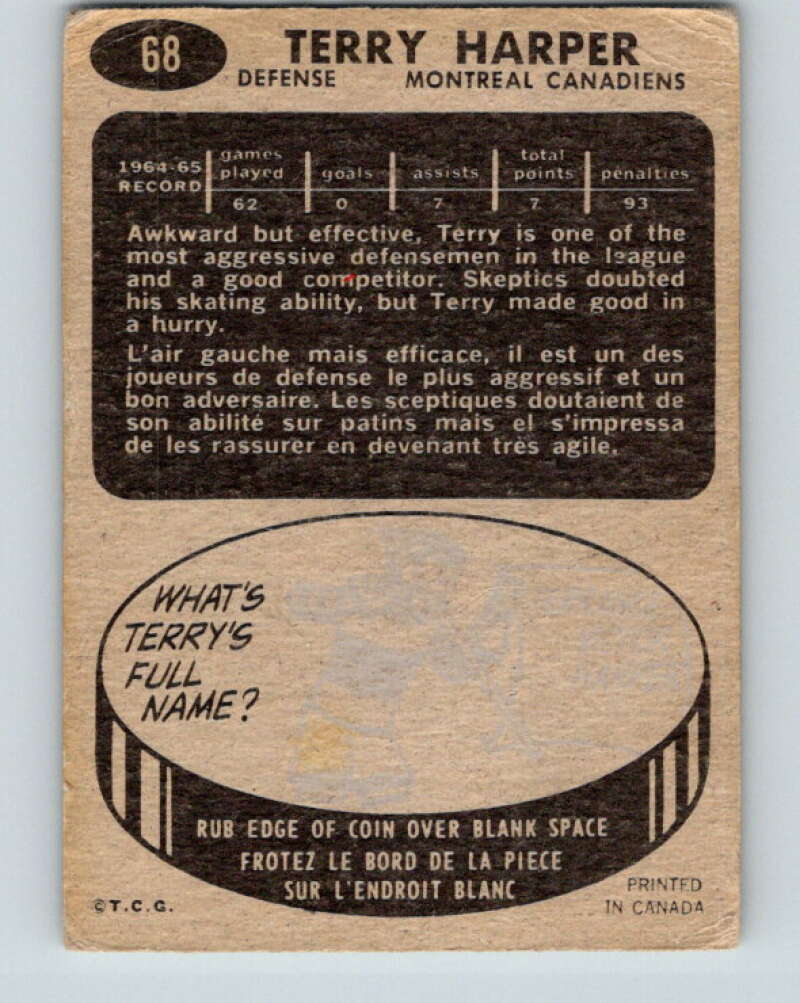 68
TERRY HARPER
DEFENSE MONTREAL CANADIENS
1964-65 RECORD games played goals assists total points penalties
62 0 7 7 93
Awkward but effective, Terry is one of the
most aggressive defensemen in the league
and a good competitor. Skeptics doubted
his skating ability, but Terry made good in
a hurry.
L'air gauche mais efficace, il est un des
joueurs de defense le plus aggressif et un
bon adversaire. Les sceptiques doutaient de
son abilité sur patins mais el s'impressa
de les rassurer en devenant très agile.
WHAT'S
TERRY'S
FULL
NAME?
RUB EDGE OF COIN OVER BLANK SPACE
FROTEZ LE BORD DE LA PIECE
SUR L'ENDROIT BLANC
©T.C.G.
PRINTED
IN CANADA